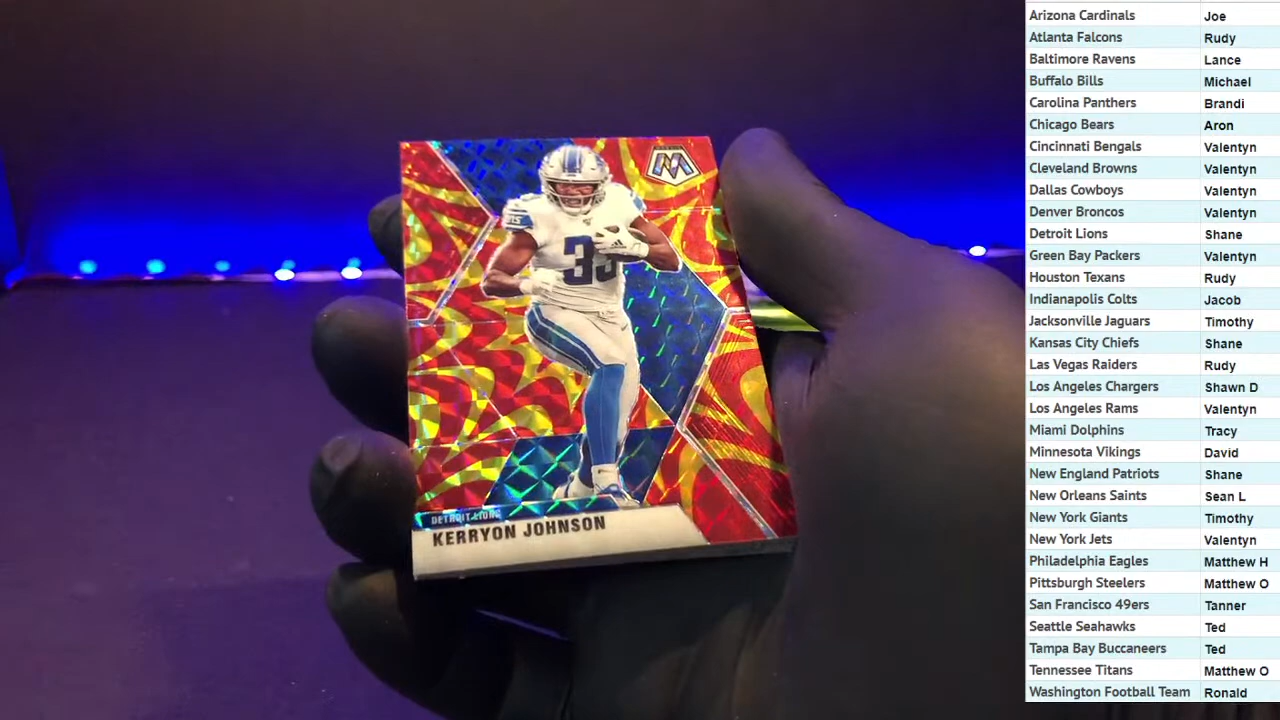 35
33
DETROIT LIONS
KERRYON JOHNSON
Arizona Cardinals Joe
Atlanta Falcons Rudy
Baltimore Ravens Lance
Buffalo Bills Michael
Carolina Panthers Brandi
Chicago Bears Aron
Cincinnati Bengals Valentyn
Cleveland Browns Valentyn
Dallas Cowboys Valentyn
Denver Broncos Valentyn
Detroit Lions Shane
Green Bay Packers Valentyn
Houston Texans Rudy
Indianapolis Colts Jacob
Jacksonville Jaguars Timothy
Kansas City Chiefs Shane
Las Vegas Raiders Rudy
Los Angeles Chargers Shawn D
Los Angeles Rams Valentyn
Miami Dolphins Tracy
Minnesota Vikings David
New England Patriots Shane
New Orleans Saints Sean L
New York Giants Timothy
New York Jets Valentyn
Philadelphia Eagles Matthew H
Pittsburgh Steelers Matthew O
San Francisco 49ers Tanner
Seattle Seahawks Ted
Tampa Bay Buccaneers Ted
Tennessee Titans Matthew O
Washington Football Team Ronald